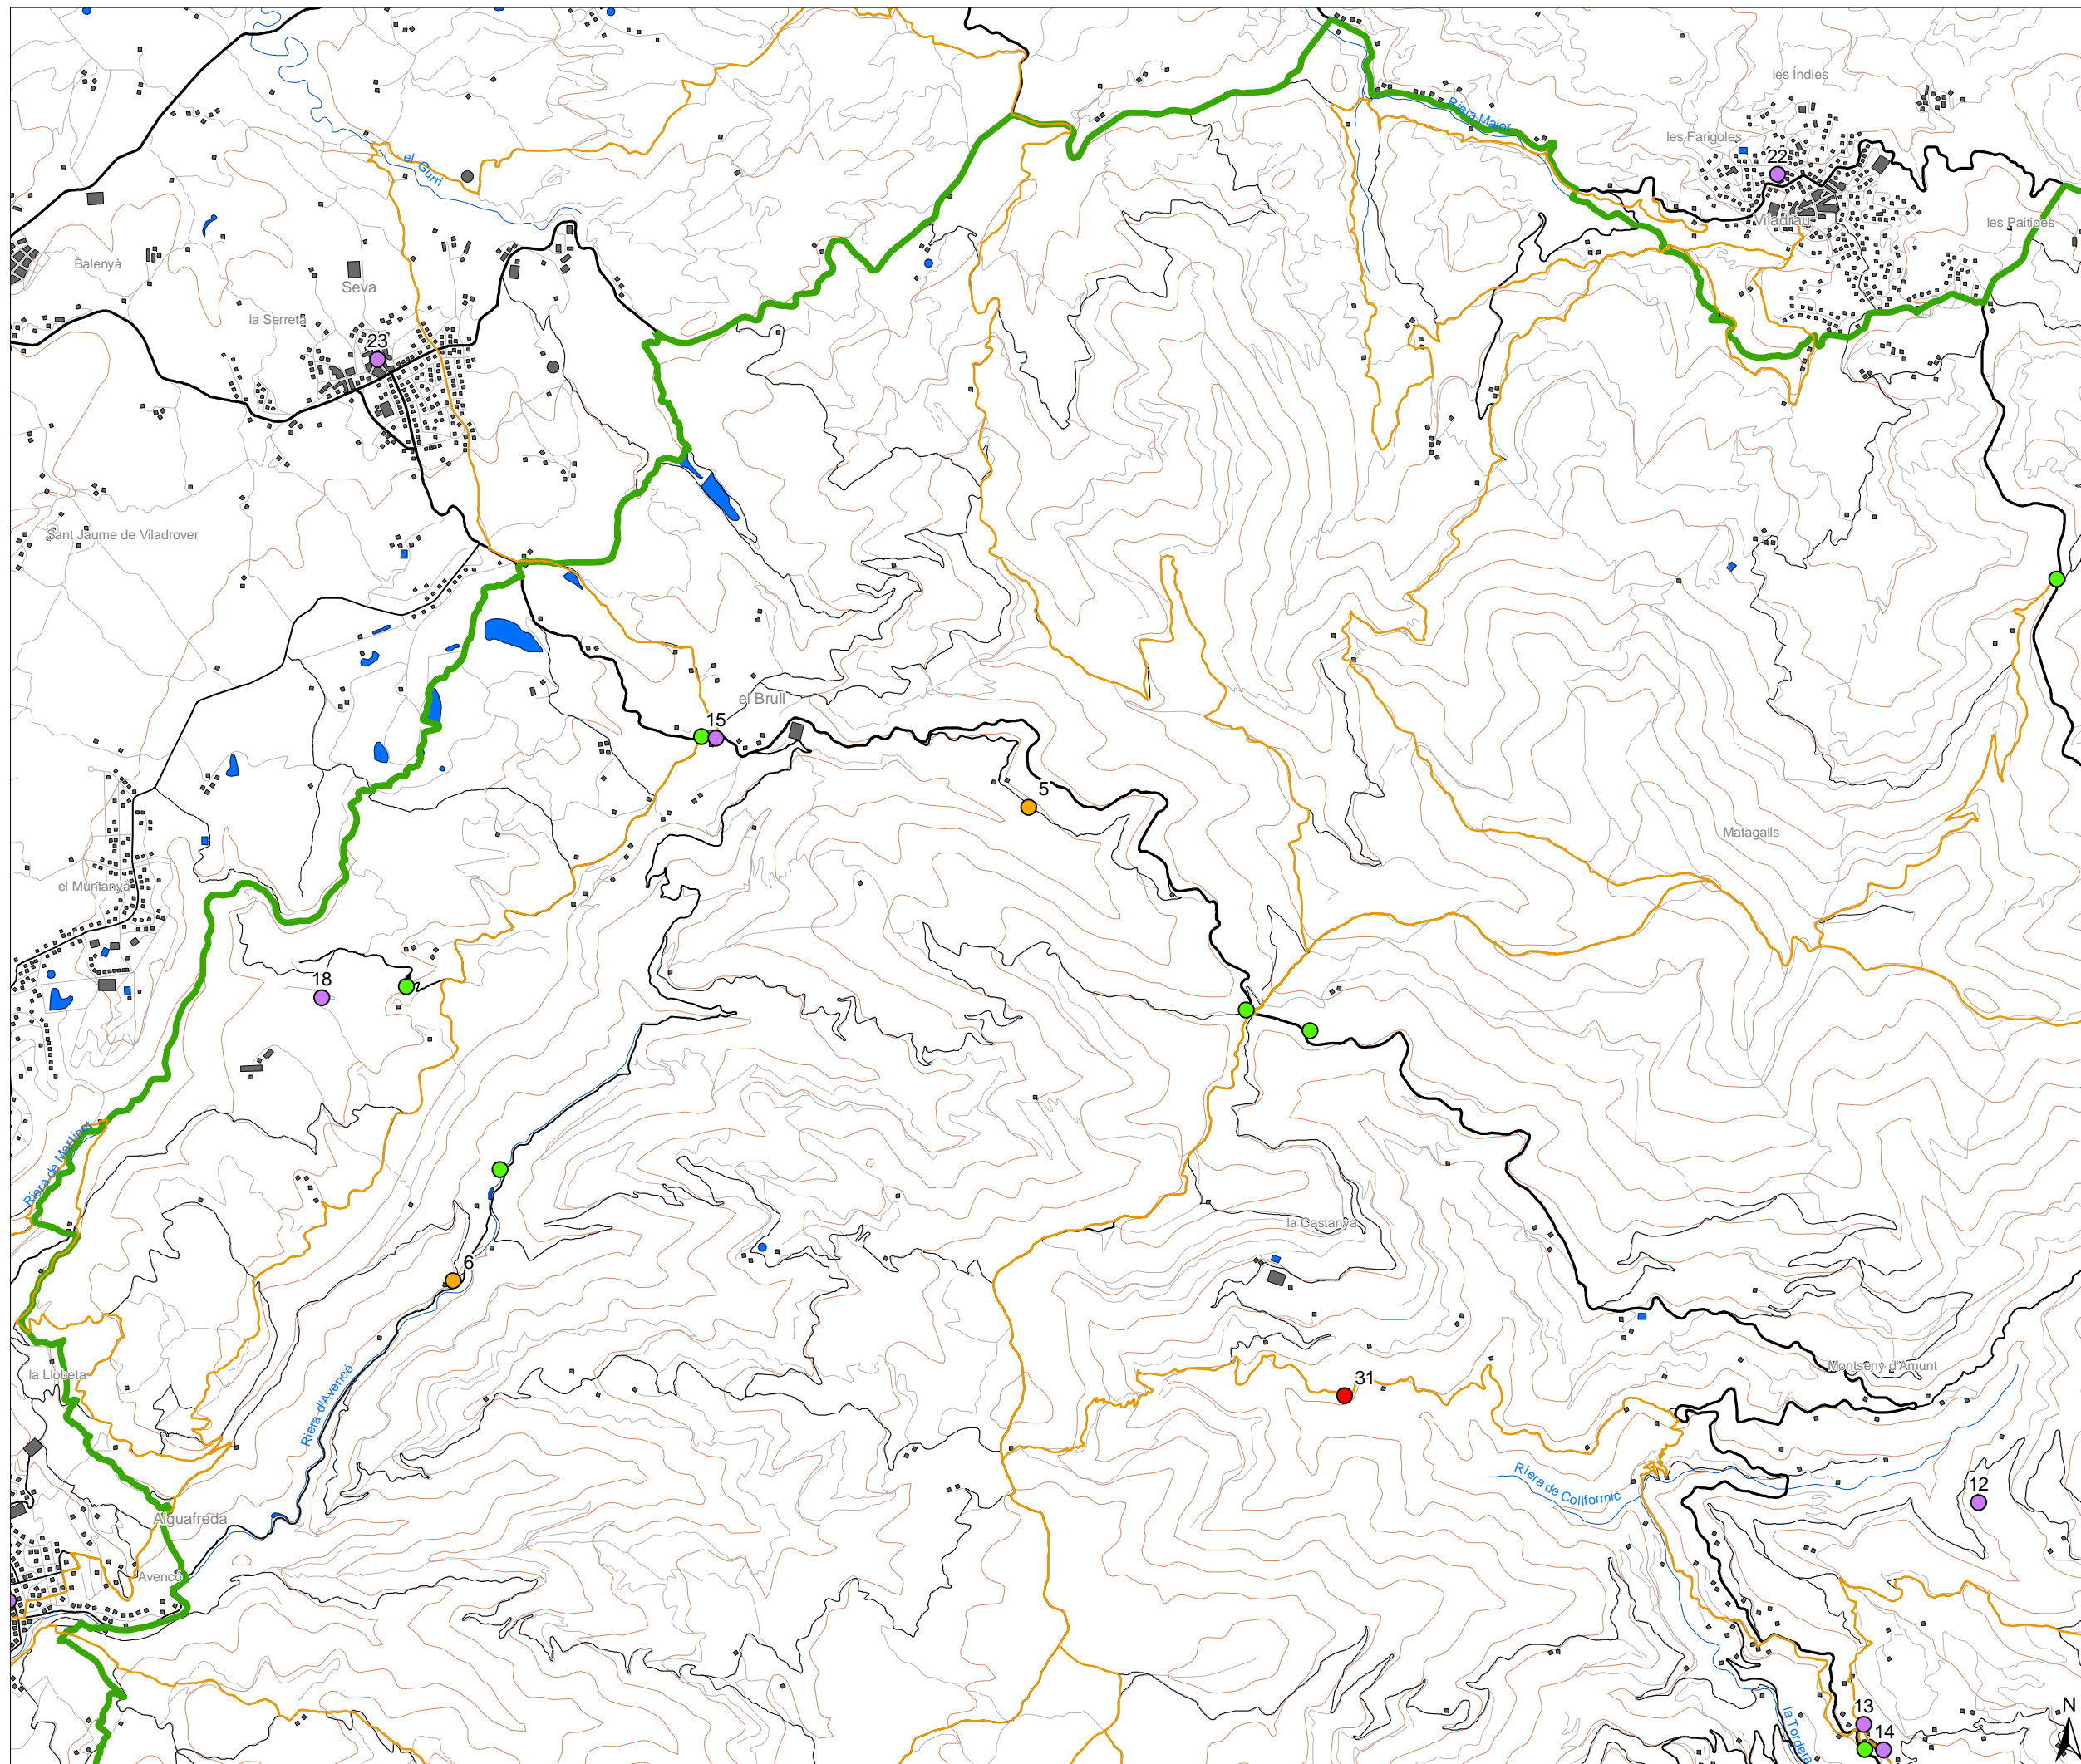 les Índies
Riera Major
les Farigoles
22
el Gurri
Viladrau
les Paitides
Balenyà
Seva
la Serreta
23
Sant Jaume de Viladrover
el Brull
15
5
Matagalls
el Muntanyà
18
Riera de Martinet
la Castanya
6
Montseny d'Amunt
la Llobeta
31
Riera d'Avencó
Riera de Collformic
12
Aiguafreda
Avencó
13
N
la Tordera
14